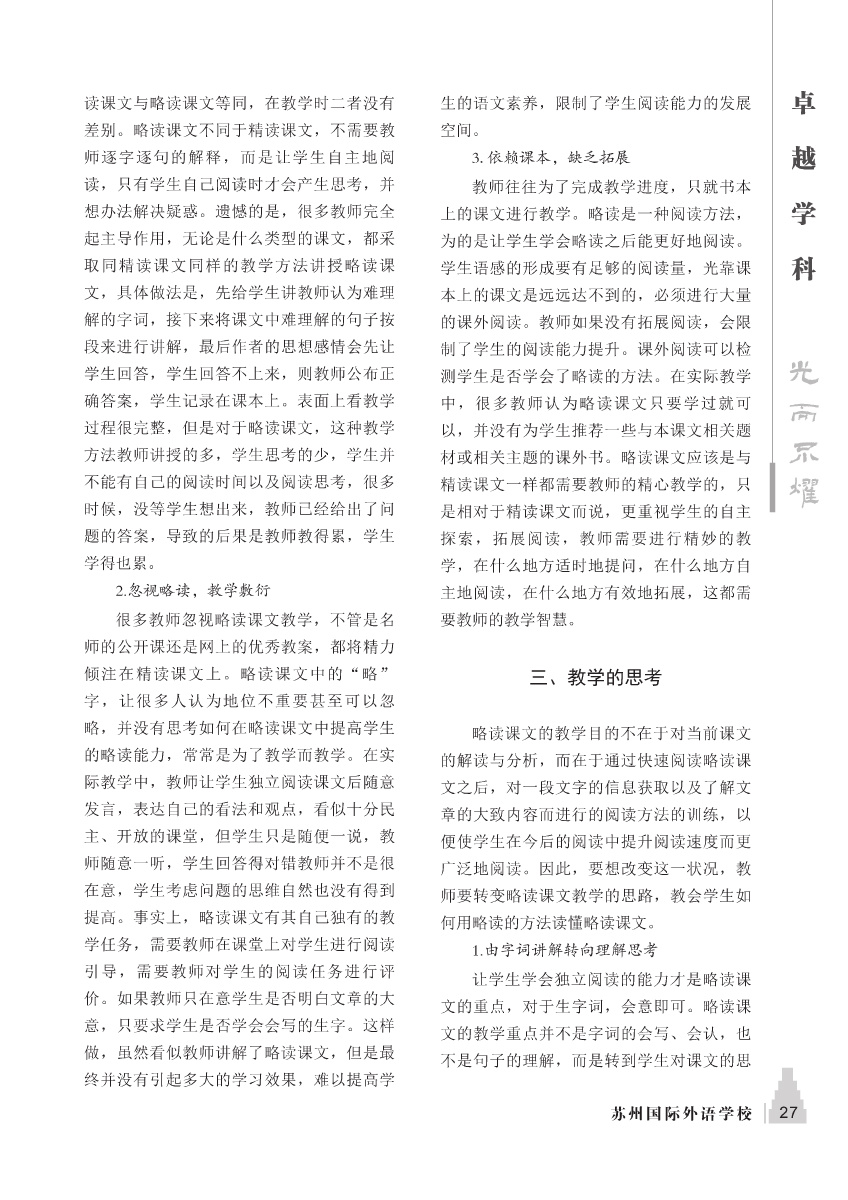 读课文与略读课文等同，在教学时二者没有
差别。略读课文不同于精读课文，不需要教
师逐字逐句的解释，而是让学生自主地阅
读，只有学生自己阅读时才会产生思考，并
想办法解决疑惑。遗憾的是，很多教师完全
起主导作用，无论是什么类型的课文，都采
取同精读课文同样的教学方法讲授略读课
文，具体做法是，先给学生讲教师认为难理
解的字词，接下来将课文中难理解的句子按
段来进行讲解，最后作者的思想感情会先让
学生回答，学生回答不上来，则教师公布正
确答案，学生记录在课本上。表面上看教学
过程很完整，但是对于略读课文，这种教学
方法教师讲授的多，学生思考的少，学生并
不能有自己的阅读时间以及阅读思考，很多
时候，没等学生想出来，教师已经给出了问
题的答案，导致的后果是教师教得累，学生
学得也累。
2.忽视略读，教学敷衍
很多教师忽视略读课文教学，不管是名
师的公开课还是网上的优秀教案，都将精力
倾注在精读课文上。略读课文中的“略”
字，让很多人认为地位不重要甚至可以忽
略，并没有思考如何在略读课文中提高学生
的略读能力，常常是为了教学而教学。在实
际教学中，教师让学生独立阅读课文后随意
发言，表达自己的看法和观点，看似十分民
主、开放的课堂，但学生只是随便一说，教
师随意一听，学生回答得对错教师并不是很
在意，学生考虑问题的思维自然也没有得到
提高。事实上，略读课文有其自己独有的教
学任务，需要教师在课堂上对学生进行阅读
引导，需要教师对学生的阅读任务进行评
价。如果教师只在意学生是否明白文章的大
意，只要求学生是否学会会写的生字。这样
做，虽然看似教师讲解了略读课文，但是最
终并没有引起多大的学习效果，难以提高学
生的语文素养，限制了学生阅读能力的发展
空间。
3. 依赖课本，缺乏拓展
教师往往为了完成教学进度，只就书本
上的课文进行教学。略读是一种阅读方法，
为的是让学生学会略读之后能更好地阅读。
学生语感的形成要有足够的阅读量，光靠课
本上的课文是远远达不到的，必须进行大量
的课外阅读。教师如果没有拓展阅读，会限
制了学生的阅读能力提升。课外阅读可以检
测学生是否学会了略读的方法。在实际教学
中，很多教师认为略读课文只要学过就可
以，并没有为学生推荐一些与本课文相关题
材或相关主题的课外书。略读课文应该是与
精读课文一样都需要教师的精心教学的，只
是相对于精读课文而说，更重视学生的自主
探索，拓展阅读，教师需要进行精妙的教
学，在什么地方适时地提问，在什么地方自
主地阅读，在什么地方有效地拓展，这都需
要教师的教学智慧。
三、教学的思考
略读课文的教学目的不在于对当前课文
的解读与分析，而在于通过快速阅读略读课
文之后，对一段文字的信息获取以及了解文
章的大致内容而进行的阅读方法的训练，以
便使学生在今后的阅读中提升阅读速度而更
广泛地阅读。因此，要想改变这一状况，教
师要转变略读课文教学的思路，教会学生如
何用略读的方法读懂略读课文。
1.由字词讲解转向理解思考
让学生学会独立阅读的能力才是略读课
文的重点，对于生字词，会意即可。略读课
文的教学重点并不是字词的会写、会认，也
不是句子的理解，而是转到学生对课文的思
卓越学科
光而不耀
苏州国际外语学校
27